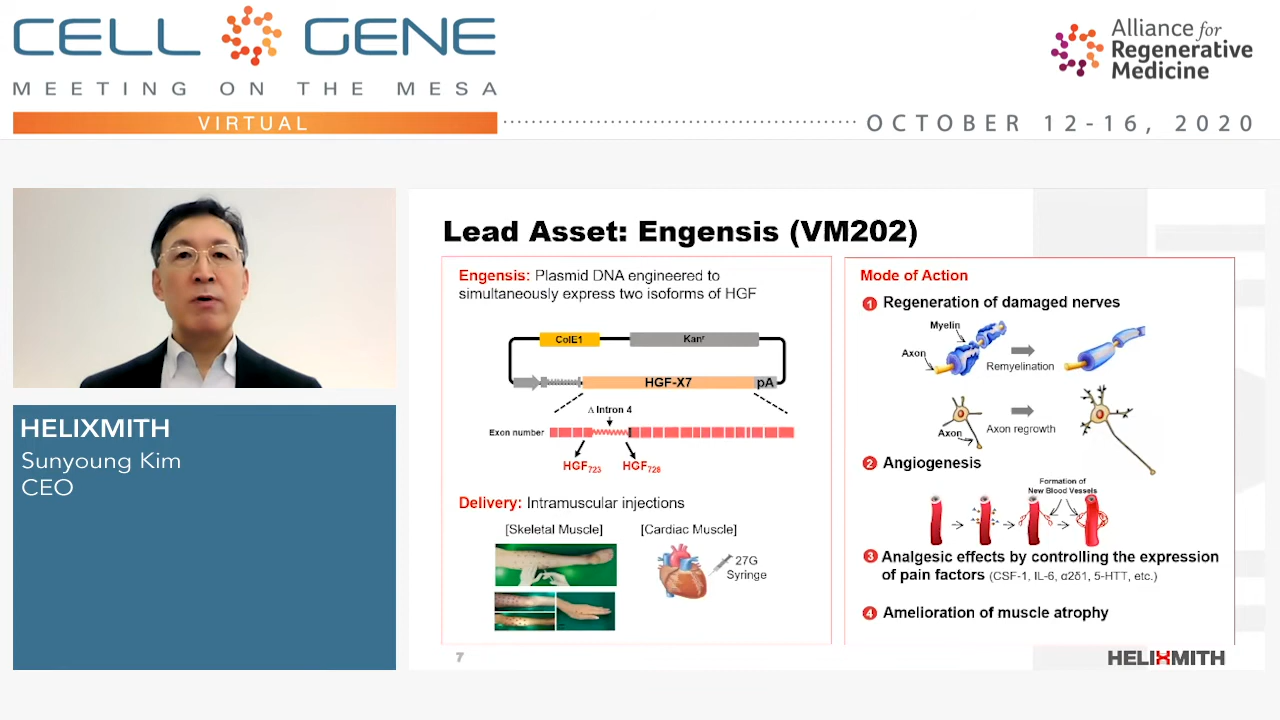 CELL GENE
MEETING ON THE MESA
VIRTUAL
Alliance for
Regenerative
Medicine
OCTOBER 12-16, 2020
HELIXMITH
Sunyoung Kim
CEO
Lead Asset: Engensis (VM202)
Engensis: Plasmid DNA engineered to
simultaneously express two isoforms of HGF
ColE1
Kanʳ
HGF-X7
pA
Δ Intron 4
Exon number
HGF₇₂₃
HGF₇₂₈
Delivery: Intramuscular injections
[Skeletal Muscle]
[Cardiac Muscle]
27G
Syringe
Mode of Action
1 Regeneration of damaged nerves
Myelin
Axon
Remyelination
Axon
Axon regrowth
2 Angiogenesis
Formation of
New Blood Vessels
3 Analgesic effects by controlling the expression
of pain factors (CSF-1, IL-6, α2δ1, 5-HTT, etc.)
4 Amelioration of muscle atrophy
7
HELIXMITH